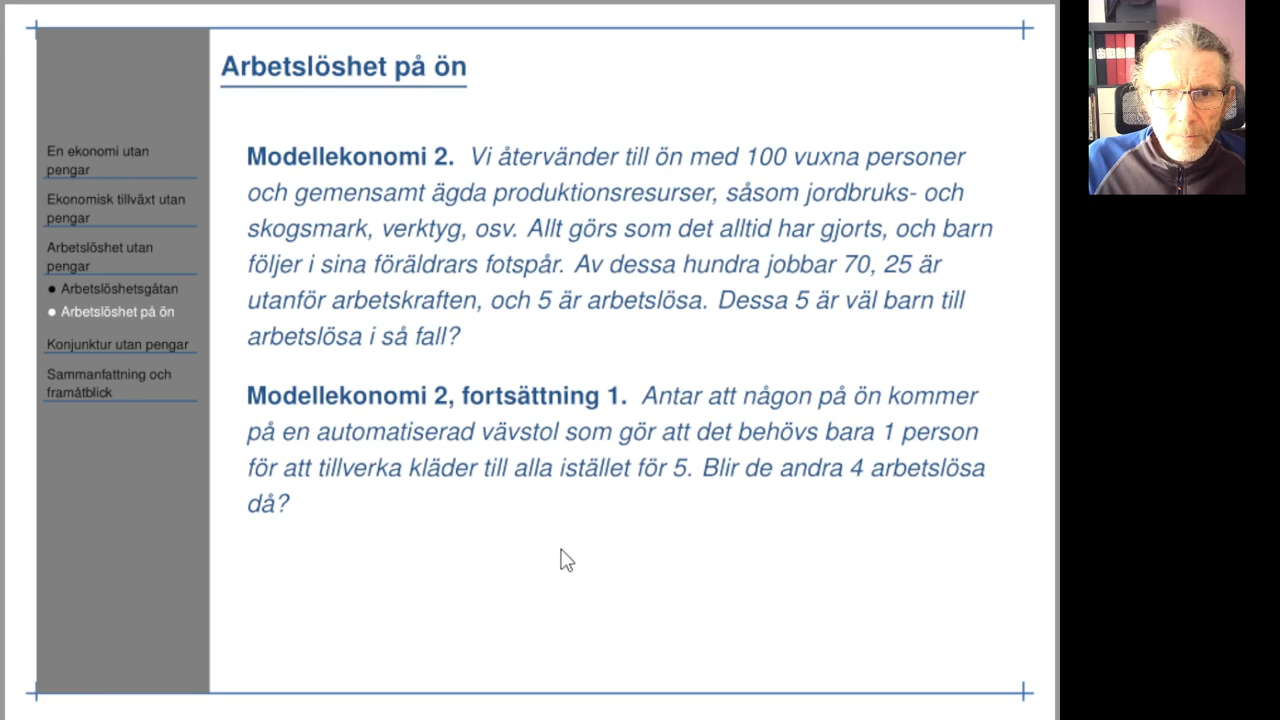 Arbetslöshet på ön
En ekonomi utan
pengar
Ekonomisk tillväxt utan
pengar
Arbetslöshet utan
pengar
● Arbetslöshetsgåtan
● Arbetslöshet på ön
Konjunktur utan pengar
Sammanfattning och
framåtblick
Modellekonomi 2. Vi återvänder till ön med 100 vuxna personer
och gemensamt ägda produktionsresurser, såsom jordbruks- och
skogsmark, verktyg, osv. Allt görs som det alltid har gjorts, och barn
följer i sina föräldrars fotspår. Av dessa hundra jobbar 70, 25 är
utanför arbetskraften, och 5 är arbetslösa. Dessa 5 är väl barn till
arbetslösa i så fall?
Modellekonomi 2, fortsättning 1. Antar att någon på ön kommer
på en automatiserad vävstol som gör att det behövs bara 1 person
för att tillverka kläder till alla istället för 5. Blir de andra 4 arbetslösa
då?